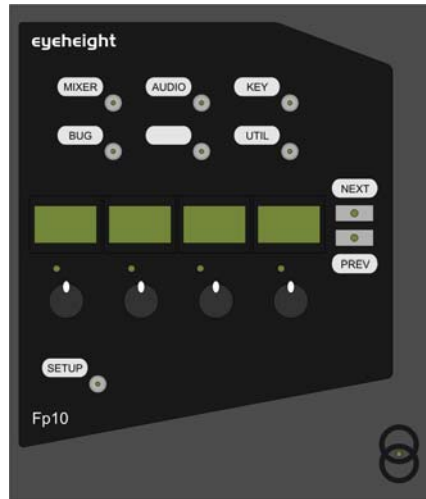 eyeheight
MIXER AUDIO KEY
BUG UTIL
NEXT
PREV
SETUP
Fp10